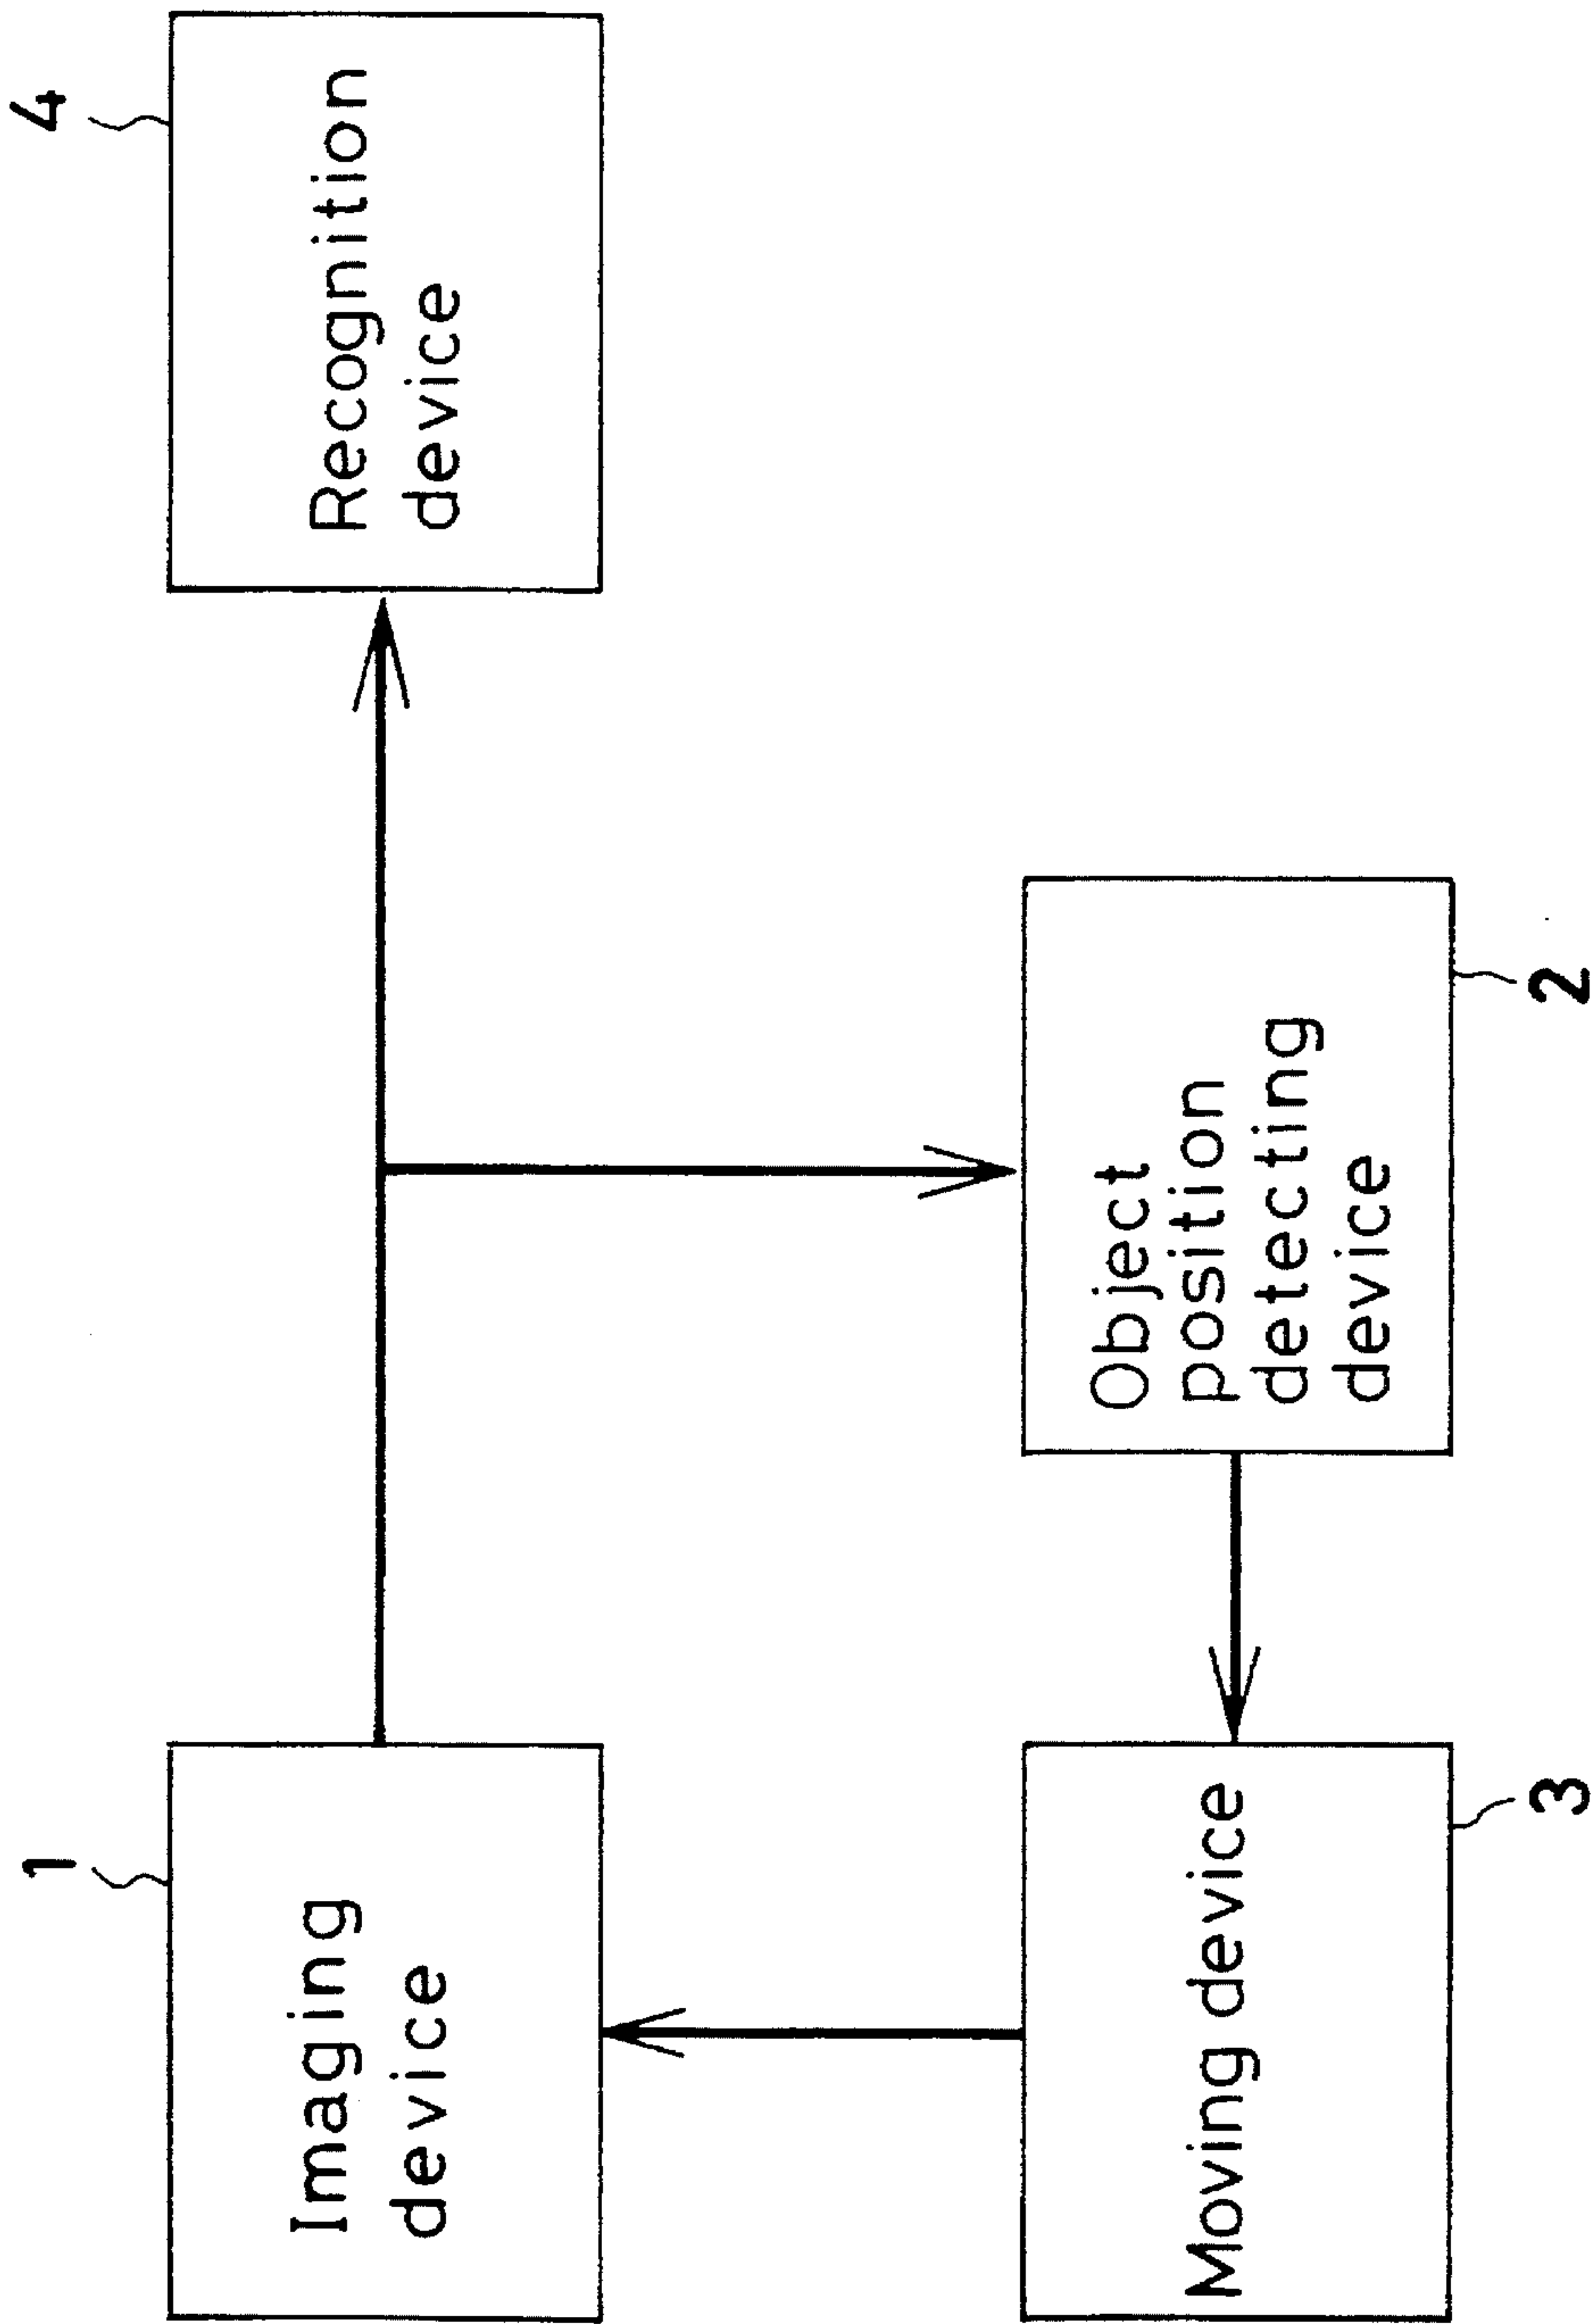 1
Imaging
device
4
Recognition
device
3
Moving device
2
Object
position
detecting
device